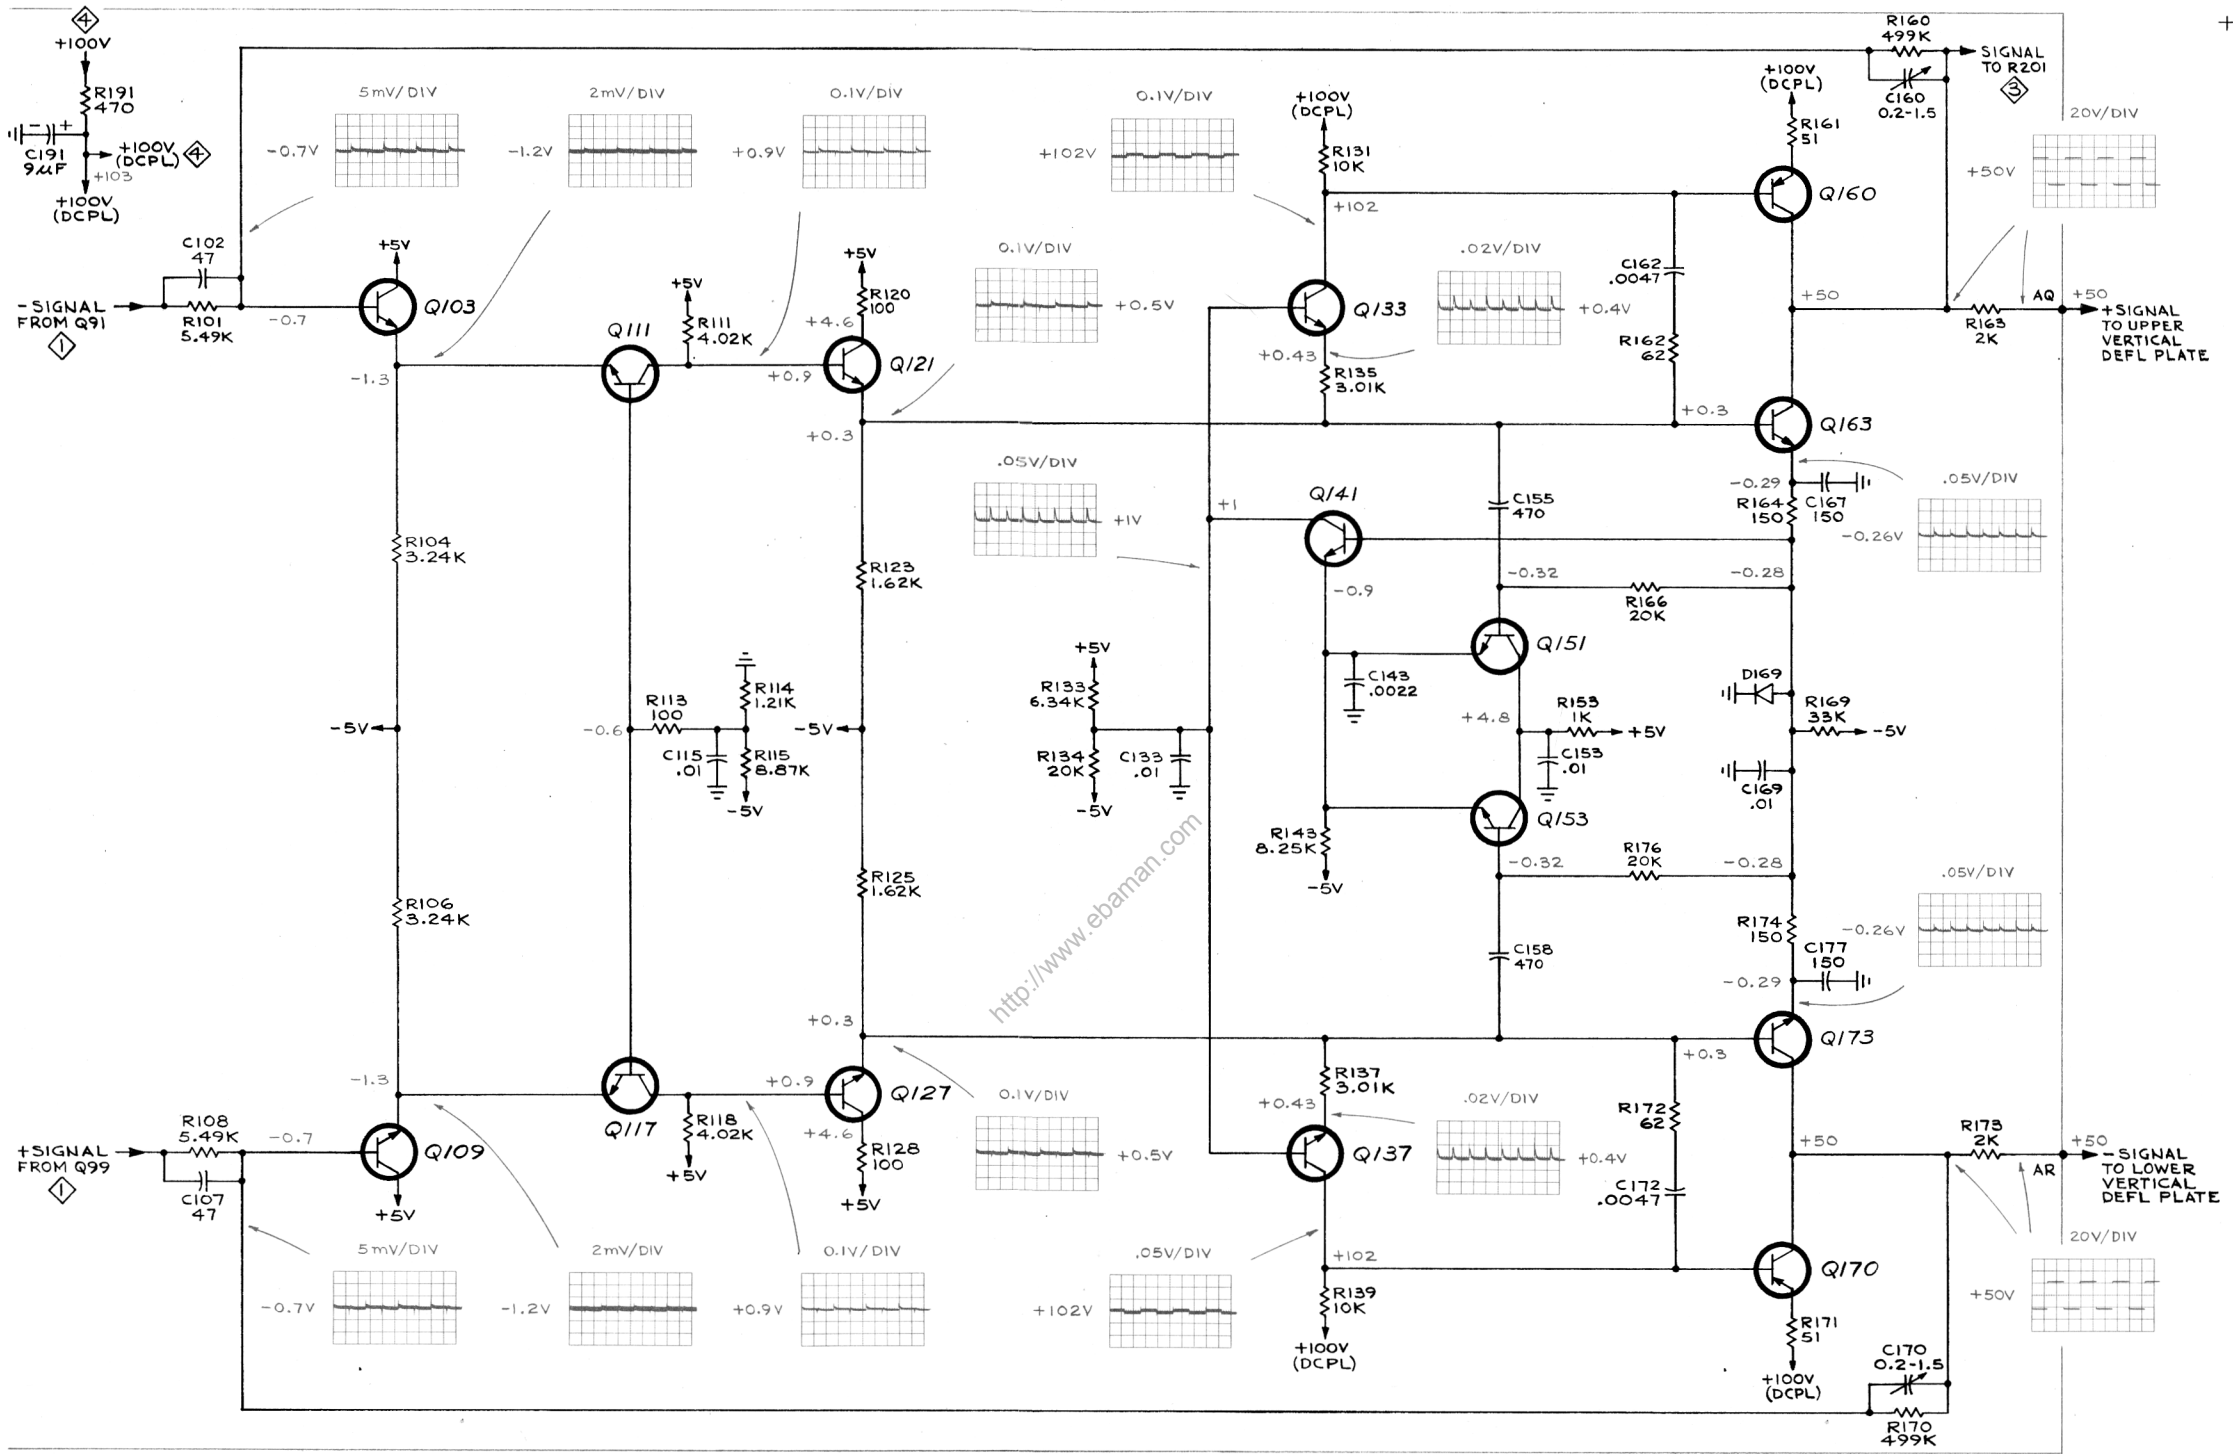 4
+100V
R191
470
- +
C191
9µF
+100V
(DCPL)
4
+103
+100V
(DCPL)
5mV/DIV
-0.7V
2mV/DIV
-1.2V
0.1V/DIV
+0.9V
0.1V/DIV
+102V
+100V
(DCPL)
R131
10K
+102
R160
499K
C160
0.2-1.5
SIGNAL
TO R201
3
+100V
(DCPL)
R161
51
Q160
20V/DIV
+50V
C102
47
-SIGNAL
FROM Q91
1
R101
5.49K
-0.7
+5V
Q103
-1.3
Q111
+5V
R111
4.02K
+0.9
+5V
R120
100
+4.6
Q121
+0.3
0.1V/DIV
+0.5V
Q133
+0.43
R135
3.01K
.02V/DIV
+0.4V
C162
.0047
R162
62
+50
R163
2K
AQ
+50
+SIGNAL
TO UPPER
VERTICAL
DEFL PLATE
+0.3
Q163
.05V/DIV
+1V
+1
Q141
-0.9
C155
470
-0.29
R164
150
C167
150
.05V/DIV
-0.26V
-0.32
R166
20K
-0.28
R104
3.24K
R123
1.62K
Q151
C143
.0022
-5V
-0.6
R113
100
R114
1.21K
C115
.01
R115
8.87K
-5V
-5V
+5V
R133
6.34K
R134
20K
C133
.01
-5V
+4.8
R153
1K
+5V
C153
.01
D169
R169
33K
-5V
C169
.01
Q153
R143
8.25K
-5V
-0.32
R176
20K
-0.28
R106
3.24K
R125
1.62K
http://www.ebaman.com
C158
470
R174
150
C177
150
-0.29
.05V/DIV
-0.26V
+0.3
Q173
+0.3
-1.3
Q117
R118
4.02K
+5V
+0.9
Q127
+4.6
R128
100
+5V
0.1V/DIV
+0.5V
R137
3.01K
+0.43
Q137
.02V/DIV
+0.4V
R172
62
C172
.0047
+50
R173
2K
AR
+50
-SIGNAL
TO LOWER
VERTICAL
DEFL PLATE
+SIGNAL
FROM Q99
1
R108
5.49K
C107
47
-0.7
Q109
+5V
5mV/DIV
-0.7V
2mV/DIV
-1.2V
0.1V/DIV
+0.9V
.05V/DIV
+102V
+102
R139
10K
+100V
(DCPL)
Q170
R171
51
+100V
(DCPL)
20V/DIV
+50V
C170
0.2-1.5
R170
499K